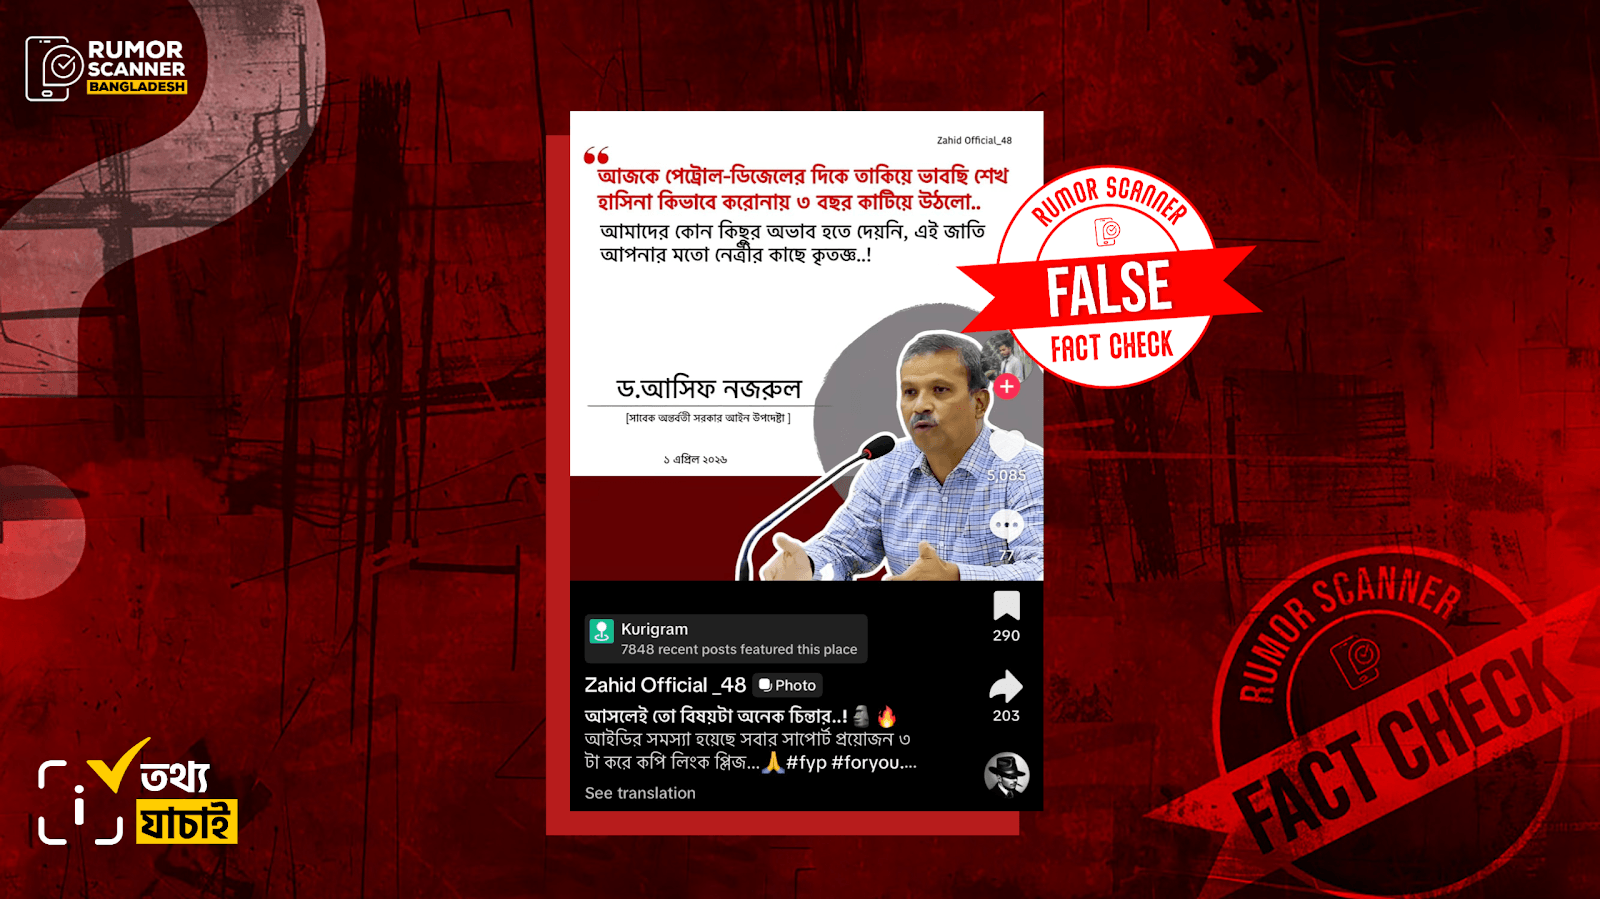 RUMOR
SCANNER
BANGLADESH
Zahid Official_48
“
আজকে পেট্রোল-ডিজেলের দিকে তাকিয়ে ভাবছি শেখ
হাসিনা কিভাবে করোনায় ৩ বছর কাটিয়ে উঠলো..
আমাদের কোন কিছুর অভাব হতে দেয়নি, এই জাতি
আপনার মতো নেত্রীর কাছে কৃতজ্ঞ..!
ড.আসিফ নজরুল
[সাবেক অন্তর্বর্তী সরকার আইন উপদেষ্টা ]
১ এপ্রিল ২০২৬
RUMOR SCANNER
FALSE
FACT CHECK
5,085
77
290
203
Kurigram
7848 recent posts featured this place
Zahid Official _48 Photo
আসলেই তো বিষয়টা অনেক চিন্তার..! 🗿🔥
আইডির সমস্যা হয়েছে সবার সাপোর্ট প্রয়োজন ৩
টা করে কপি লিংক প্লিজ...🙏#fyp #foryou....
See translation
তথ্য
যাচাই
RUMOR SCANNER
FACT CHECK